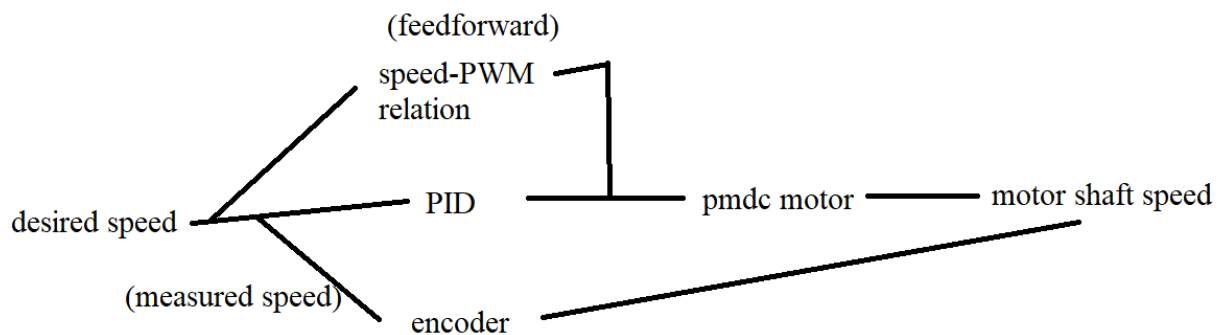 (feedforward)
speed-PWM
relation
desired speed
PID
pmdc motor
motor shaft speed
(measured speed)
encoder